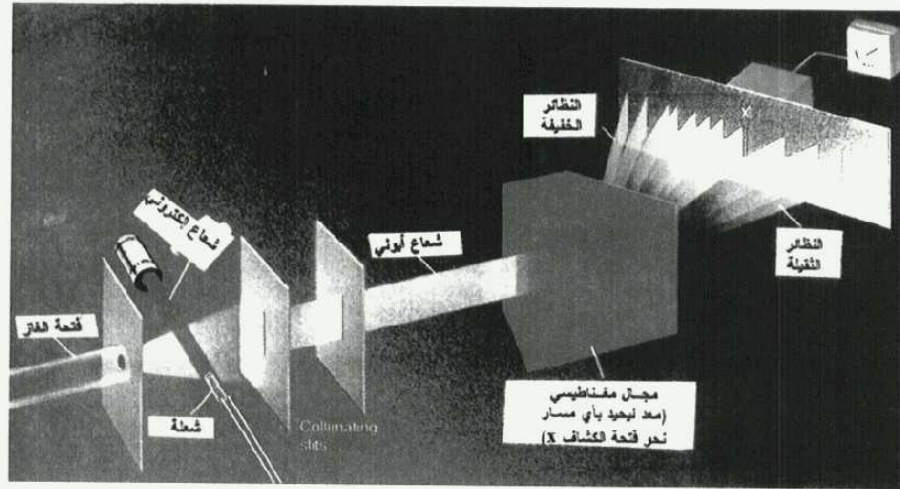 النظائر
الخفيفة
X
شعاع إلكتروني
شعاع أيوني
النظائر
الثقيلة
فتحة الغاز
مجال مغناطيسي
(معد ليحيد بأي مسار
نحو فتحة الكشاف X)
شعلة
Collimating
slits